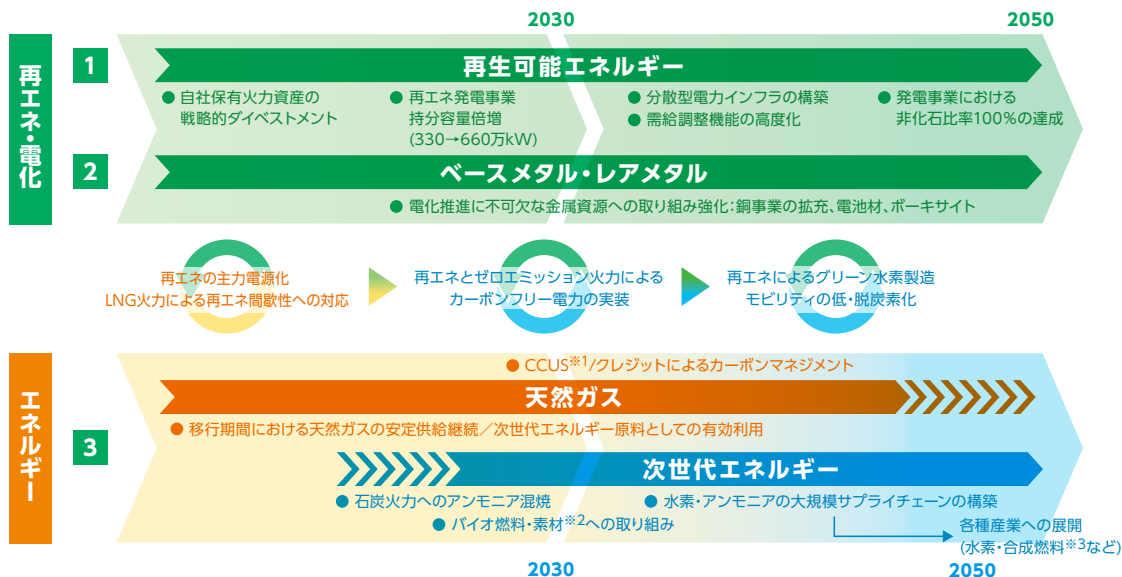 2030
2050
再エネ・電化
1
再生可能エネルギー
● 自社保有火力資産の
戦略的ダイベストメント
● 再エネ発電事業
持分容量倍増
(330→660万kW)
● 分散型電力インフラの構築
● 需給調整機能の高度化
● 発電事業における
非化石比率100％の達成
2
ベースメタル・レアメタル
● 電化推進に不可欠な金属資源への取り組み強化：銅事業の拡充、電池材、ボーキサイト
再エネの主力電源化
LNG火力による再エネ間歇性への対応
再エネとゼロエミッション火力による
カーボンフリー電力の実装
再エネによるグリーン水素製造
モビリティの低・脱炭素化
エネルギー
3
● CCUS※1/クレジットによるカーボンマネジメント
天然ガス
● 移行期間における天然ガスの安定供給継続／次世代エネルギー原料としての有効利用
次世代エネルギー
● 石炭火力へのアンモニア混焼
● バイオ燃料・素材※2への取り組み
● 水素・アンモニアの大規模サプライチェーンの構築
各種産業への展開
(水素・合成燃料※3など)
2030
2050